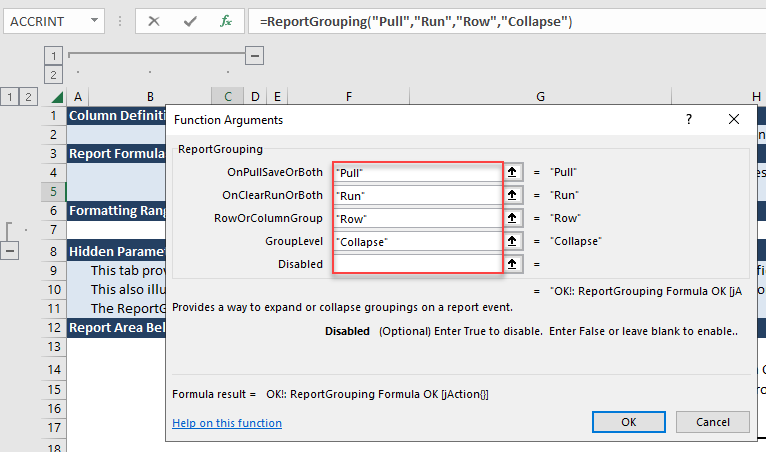 ACCRINT =ReportGrouping("Pull","Run","Row","Collapse")
1
2
1 2 A B C D E F G H
1 Column Definiti
2
3 Report Formula
4
5
6 Formatting Rang
7
8 Hidden Parame
9 This tab prov
10 This also illu
11 The ReportG
12 Report Area Bel
13
14
15
16
17
18
Function Arguments ?
ReportGrouping
OnPullSaveOrBoth "Pull" = "Pull"
OnClearRunOrBoth "Run" = "Run"
RowOrColumnGroup "Row" = "Row"
GroupLevel "Collapse" = "Collapse"
Disabled =
= "OK!: ReportGrouping Formula OK [jA
Provides a way to expand or collapse groupings on a report event.
Disabled (Optional) Enter True to disable. Enter False or leave blank to enable..
Formula result = OK!: ReportGrouping Formula OK [jAction{}]
Help on this function OK Cancel